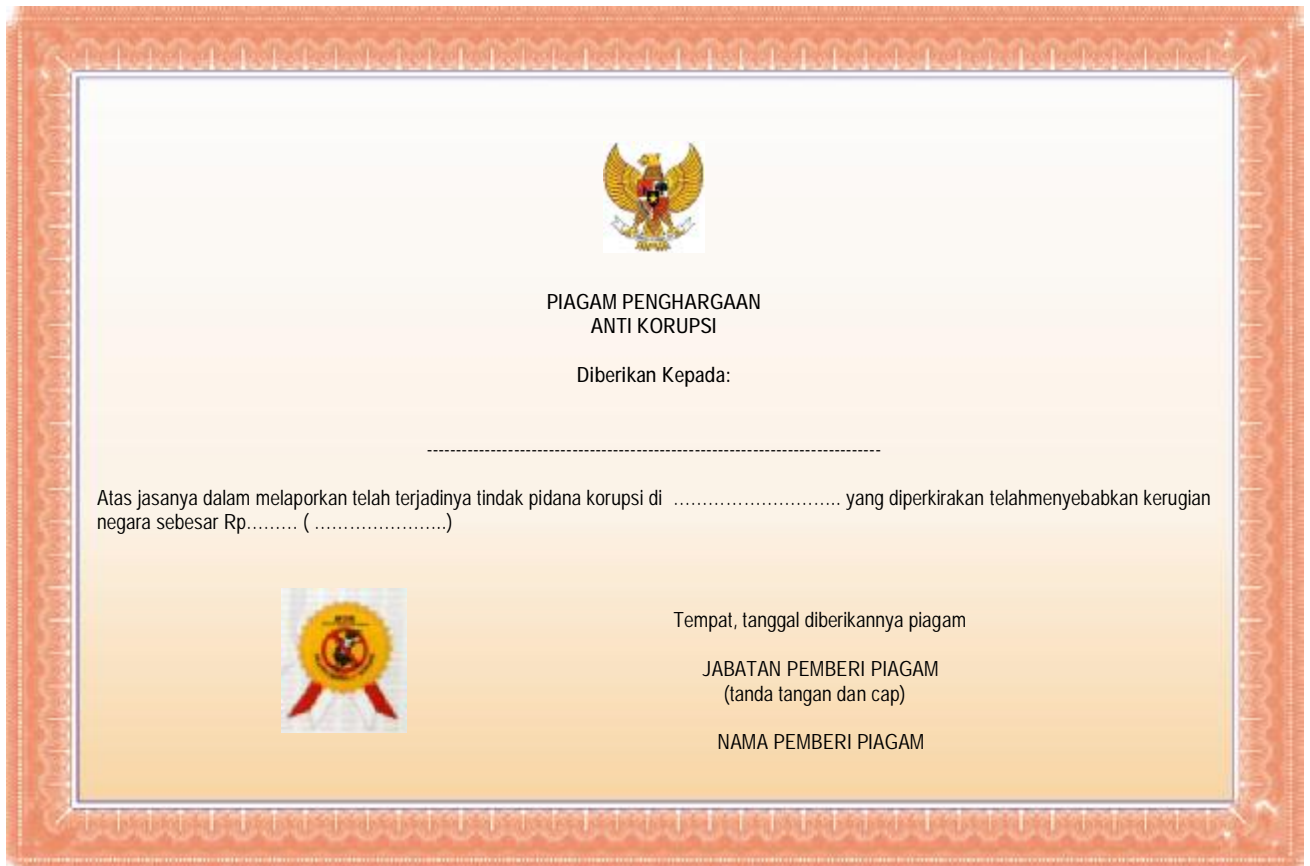 PIAGAM PENGHARGAAN
ANTI KORUPSI
Diberikan Kepada:
-------------------------------------------------------------------------------
Atas jasanya dalam melaporkan telah terjadinya tindak pidana korupsi di ............................. yang diperkirakan telahmenyebabkan kerugian
negara sebesar Rp......... ( .......................)
Tempat, tanggal diberikannya piagam
JABATAN PEMBERI PIAGAM
(tanda tangan dan cap)
NAMA PEMBERI PIAGAM